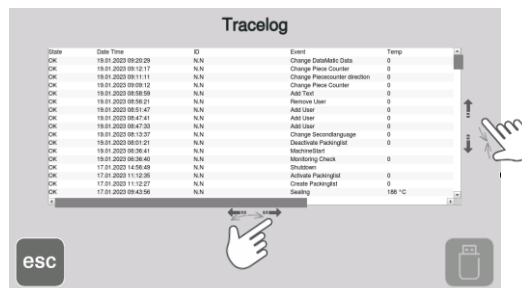 Tracelog
State Date Time ID Event Temp
OK 19.01.2023 09:20:29 N.N Change DataMatic Data 0
OK 19.01.2023 09:12:17 N.N Change Piece Counter 0
OK 19.01.2023 09:11:11 N.N Change Piececounter direction 0
OK 19.01.2023 09:09:12 N.N Change Piece Counter 0
OK 19.01.2023 08:58:59 N.N Add Text 0
OK 19.01.2023 08:56:21 N.N Remove User 0
OK 19.01.2023 08:51:47 N.N Add User 0
OK 19.01.2023 08:47:41 N.N Add User 0
OK 19.01.2023 08:47:33 N.N Add User 0
OK 19.01.2023 08:13:37 N.N Change Secondlanguage 0
OK 19.01.2023 08:01:21 N.N Deactivate Packinglist 0
OK 19.01.2023 08:36:41 N.N MachineStart
OK 19.01.2023 06:36:40 N.N Monitoring Check 0
OK 17.01.2023 14:56:49 N.N Shutdown
OK 17.01.2023 11:12:35 N.N Activate Packinglist 0
OK 17.01.2023 11:12:27 N.N Create Packinglist 0
OK 17.01.2023 09:43:56 N.N Sealing 188 °C
esc